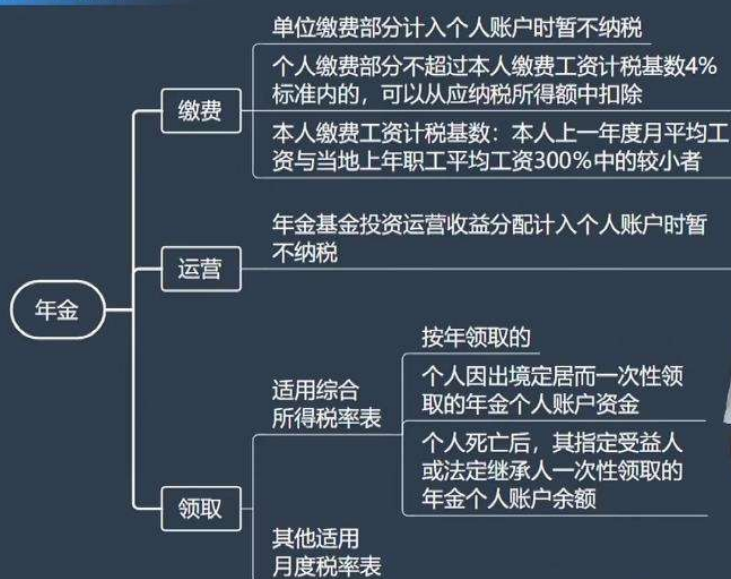 单位缴费部分计入个人账户时暂不纳税
个人缴费部分不超过本人缴费工资计税基数4%
标准内的，可以从应纳税所得额中扣除
缴费
本人缴费工资计税基数：本人上一年度月平均工
资与当地上年职工平均工资300%中的较小者
年金基金投资运营收益分配计入个人账户时暂
不纳税
运营
年金
按年领取的
适用综合
所得税率表
个人因出境定居而一次性领
取的年金个人账户资金
个人死亡后，其指定受益人
或法定继承人一次性领取的
年金个人账户余额
领取
其他适用
月度税率表